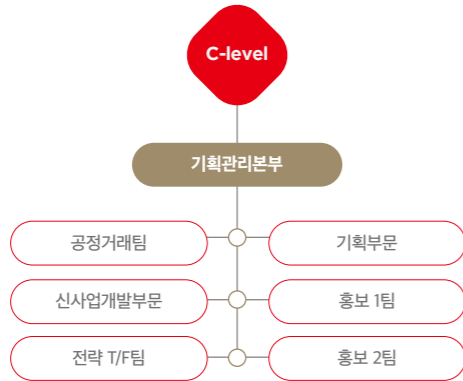 C-level
기획관리본부
공정거래팀
기획부문
신사업개발부문
홍보 1팀
전략 T/F팀
홍보 2팀